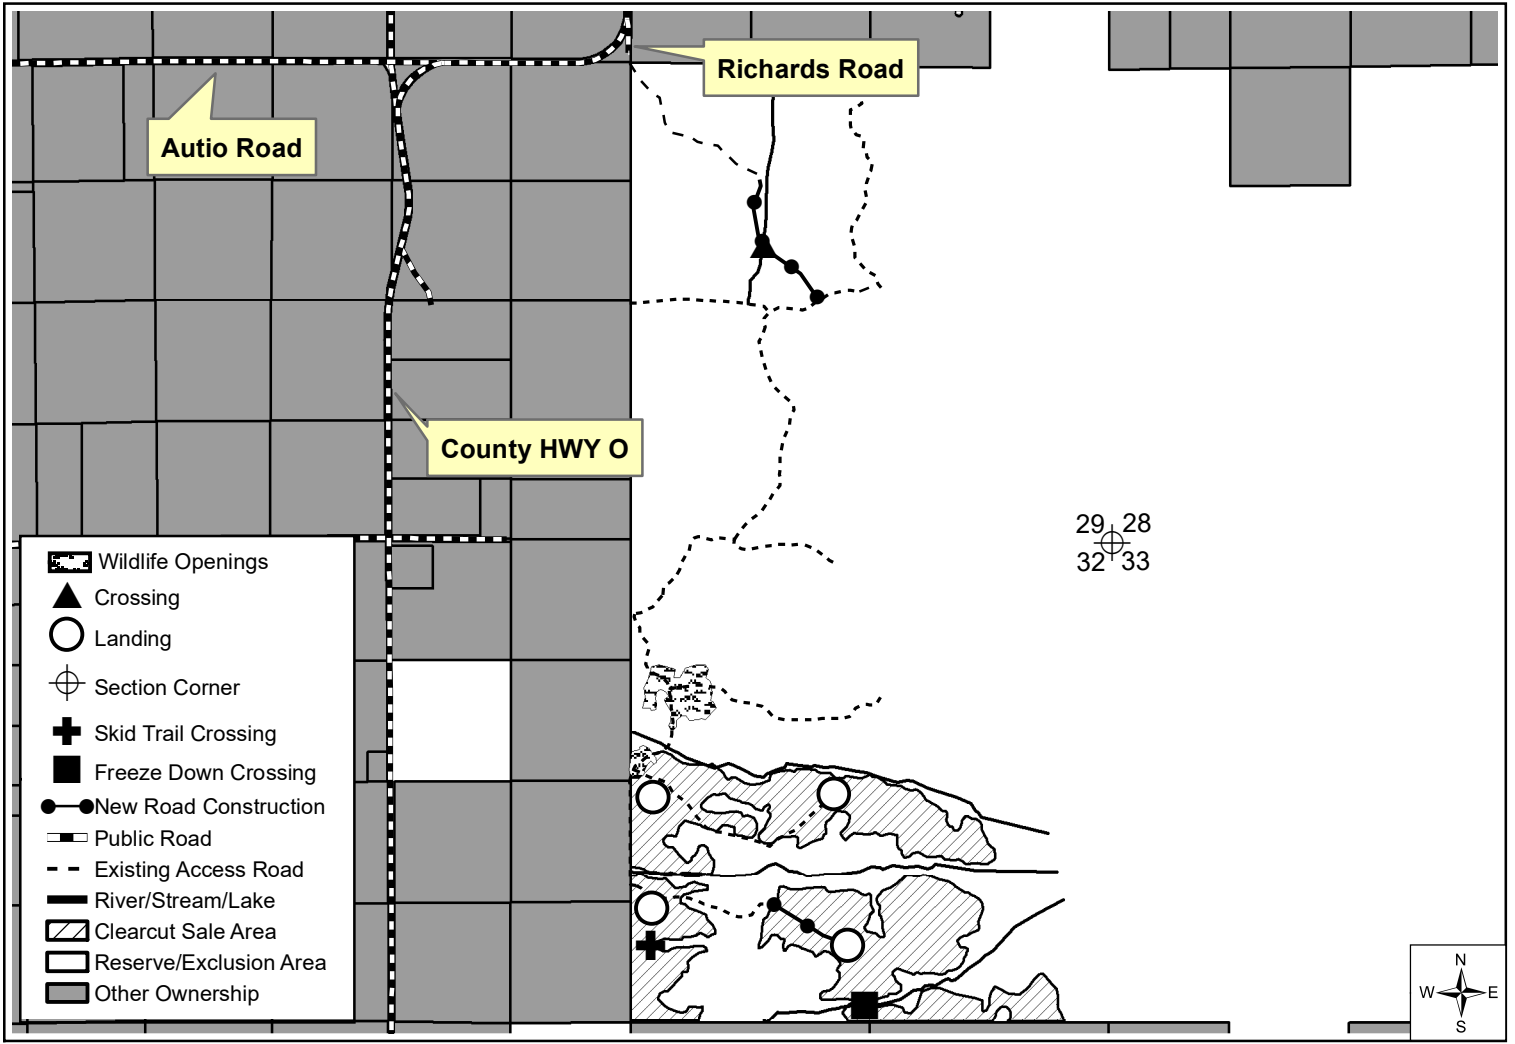 Richards Road
Autio Road
County HWY O
29 28
32 33
Wildlife Openings
Crossing
Landing
Section Corner
Skid Trail Crossing
Freeze Down Crossing
New Road Construction
Public Road
Existing Access Road
River/Stream/Lake
Clearcut Sale Area
Reserve/Exclusion Area
Other Ownership
N
W E
S